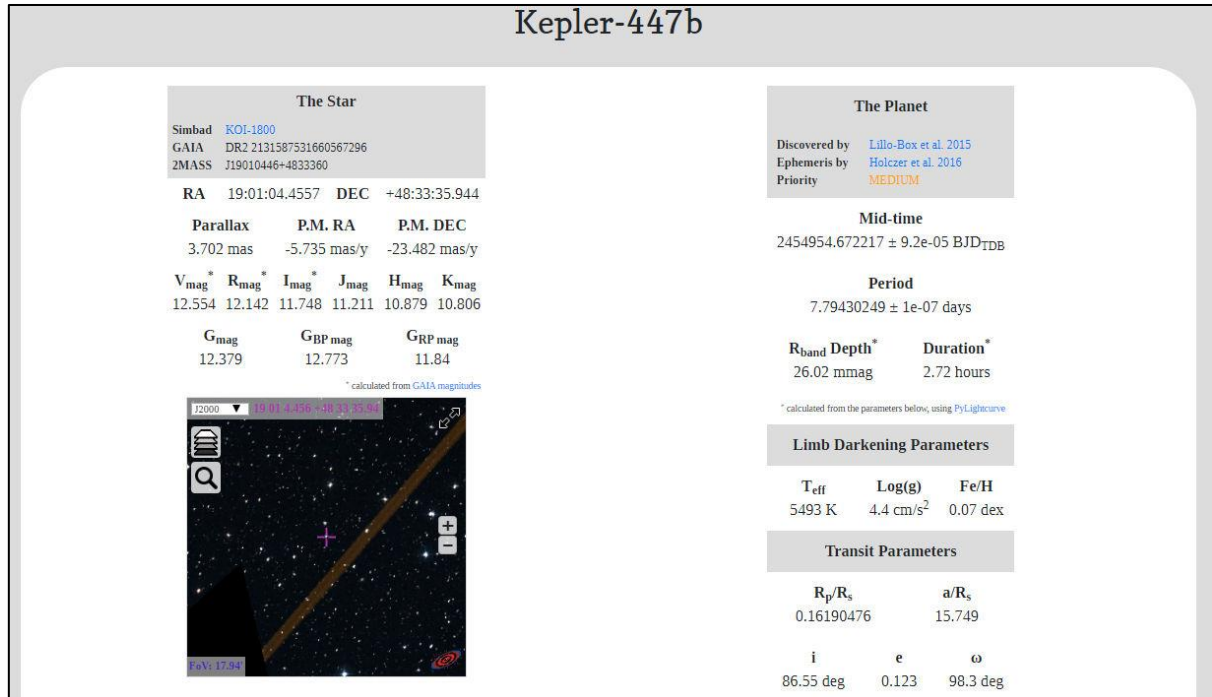 Kepler-447b
The Star
Simbad KOI-1800
GAIA DR2 2131587531660567296
2MASS J19010446+4833360
RA 19:01:04.4557 DEC +48:33:35.944
Parallax P.M. RA P.M. DEC
3.702 mas -5.735 mas/y -23.482 mas/y
Vmag* Rmag* Imag* Jmag Hmag Kmag
12.554 12.142 11.748 11.211 10.879 10.806
Gmag GBP mag GRP mag
12.379 12.773 11.84
* calculated from GAIA magnitudes
J2000 ▼ 19 01 4.456 +48 33 35.94
+
−
FoV: 17.94'
The Planet
Discovered by Lillo-Box et al. 2015
Ephemeris by Holczer et al. 2016
Priority MEDIUM
Mid-time
2454954.672217 ± 9.2e-05 BJDTDB
Period
7.79430249 ± 1e-07 days
Rband Depth* Duration*
26.02 mmag 2.72 hours
* calculated from the parameters below, using PyLightcurve
Limb Darkening Parameters
Teff Log(g) Fe/H
5493 K 4.4 cm/s² 0.07 dex
Transit Parameters
Rp/Rs a/Rs
0.16190476 15.749
i e ω
86.55 deg 0.123 98.3 deg